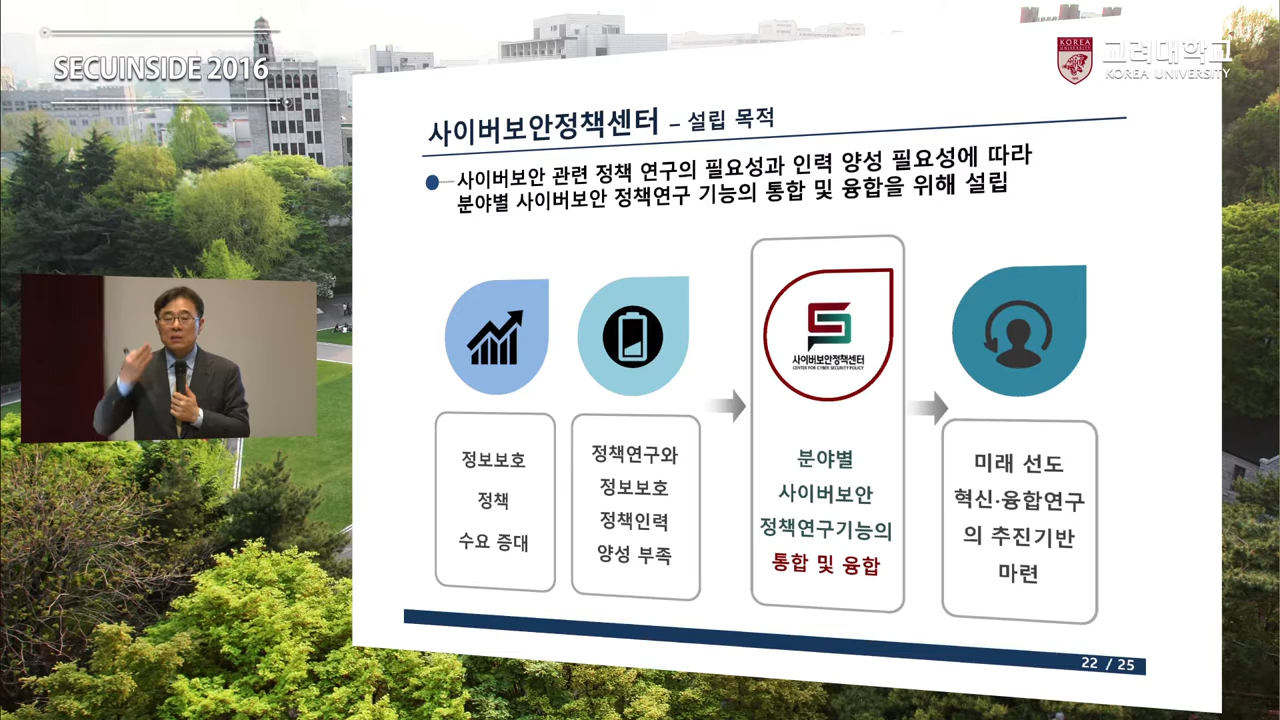 SECUINSIDE 2016
KOREA
UNIVERSITY
고려대학교
KOREA UNIVERSITY
사이버보안정책센터 – 설립 목적
사이버보안 관련 정책 연구의 필요성과 인력 양성 필요성에 따라
분야별 사이버보안 정책연구 기능의 통합 및 융합을 위해 설립
정보보호
정책
수요 증대
정책연구와
정보보호
정책인력
양성 부족
사이버보안정책센터
CENTER FOR CYBER SECURITY POLICY
분야별
사이버보안
정책연구기능의
통합 및 융합
미래 선도
혁신·융합연구
의 추진기반
마련
22 / 25